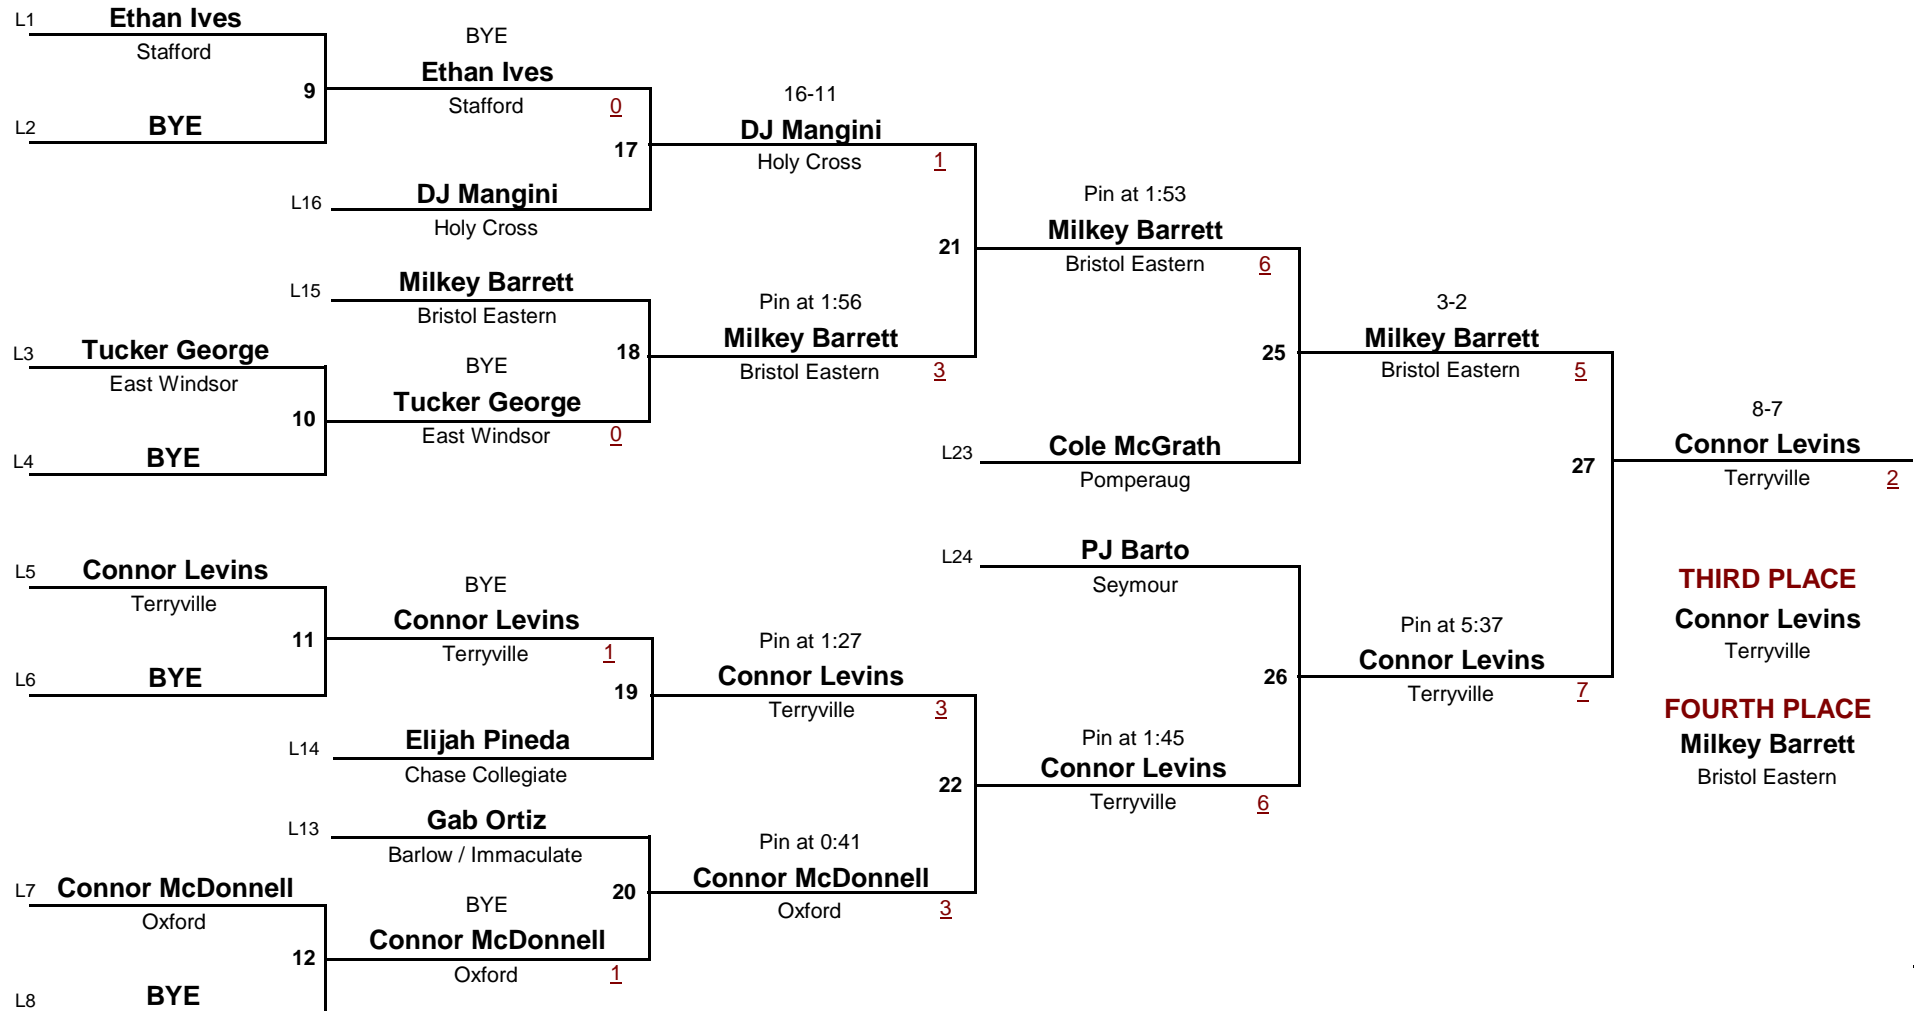 L1 Ethan Ives
Stafford
BYE
9 Ethan Ives
Stafford 0
L2 BYE
16-11
17 DJ Mangini
Holy Cross 1
L16 DJ Mangini
Holy Cross
Pin at 1:53
21 Milkey Barrett
Bristol Eastern 6
L15 Milkey Barrett
Bristol Eastern
Pin at 1:56
18 Milkey Barrett
Bristol Eastern 3
L3 Tucker George
East Windsor
BYE
10 Tucker George
East Windsor 0
L4 BYE
3-2
25 Milkey Barrett
Bristol Eastern 5
L23 Cole McGrath
Pomperaug
8-7
27 Connor Levins
Terryville 2
L24 PJ Barto
Seymour
L5 Connor Levins
Terryville
BYE
11 Connor Levins
Terryville 1
L6 BYE
Pin at 1:27
19 Connor Levins
Terryville 3
L14 Elijah Pineda
Chase Collegiate
Pin at 5:37
26 Connor Levins
Terryville 7
Pin at 1:45
22 Connor Levins
Terryville 6
THIRD PLACE
Connor Levins
Terryville
FOURTH PLACE
Milkey Barrett
Bristol Eastern
L13 Gab Ortiz
Barlow / Immaculate
Pin at 0:41
20 Connor McDonnell
Oxford 3
L7 Connor McDonnell
Oxford
BYE
12 Connor McDonnell
Oxford 1
L8 BYE